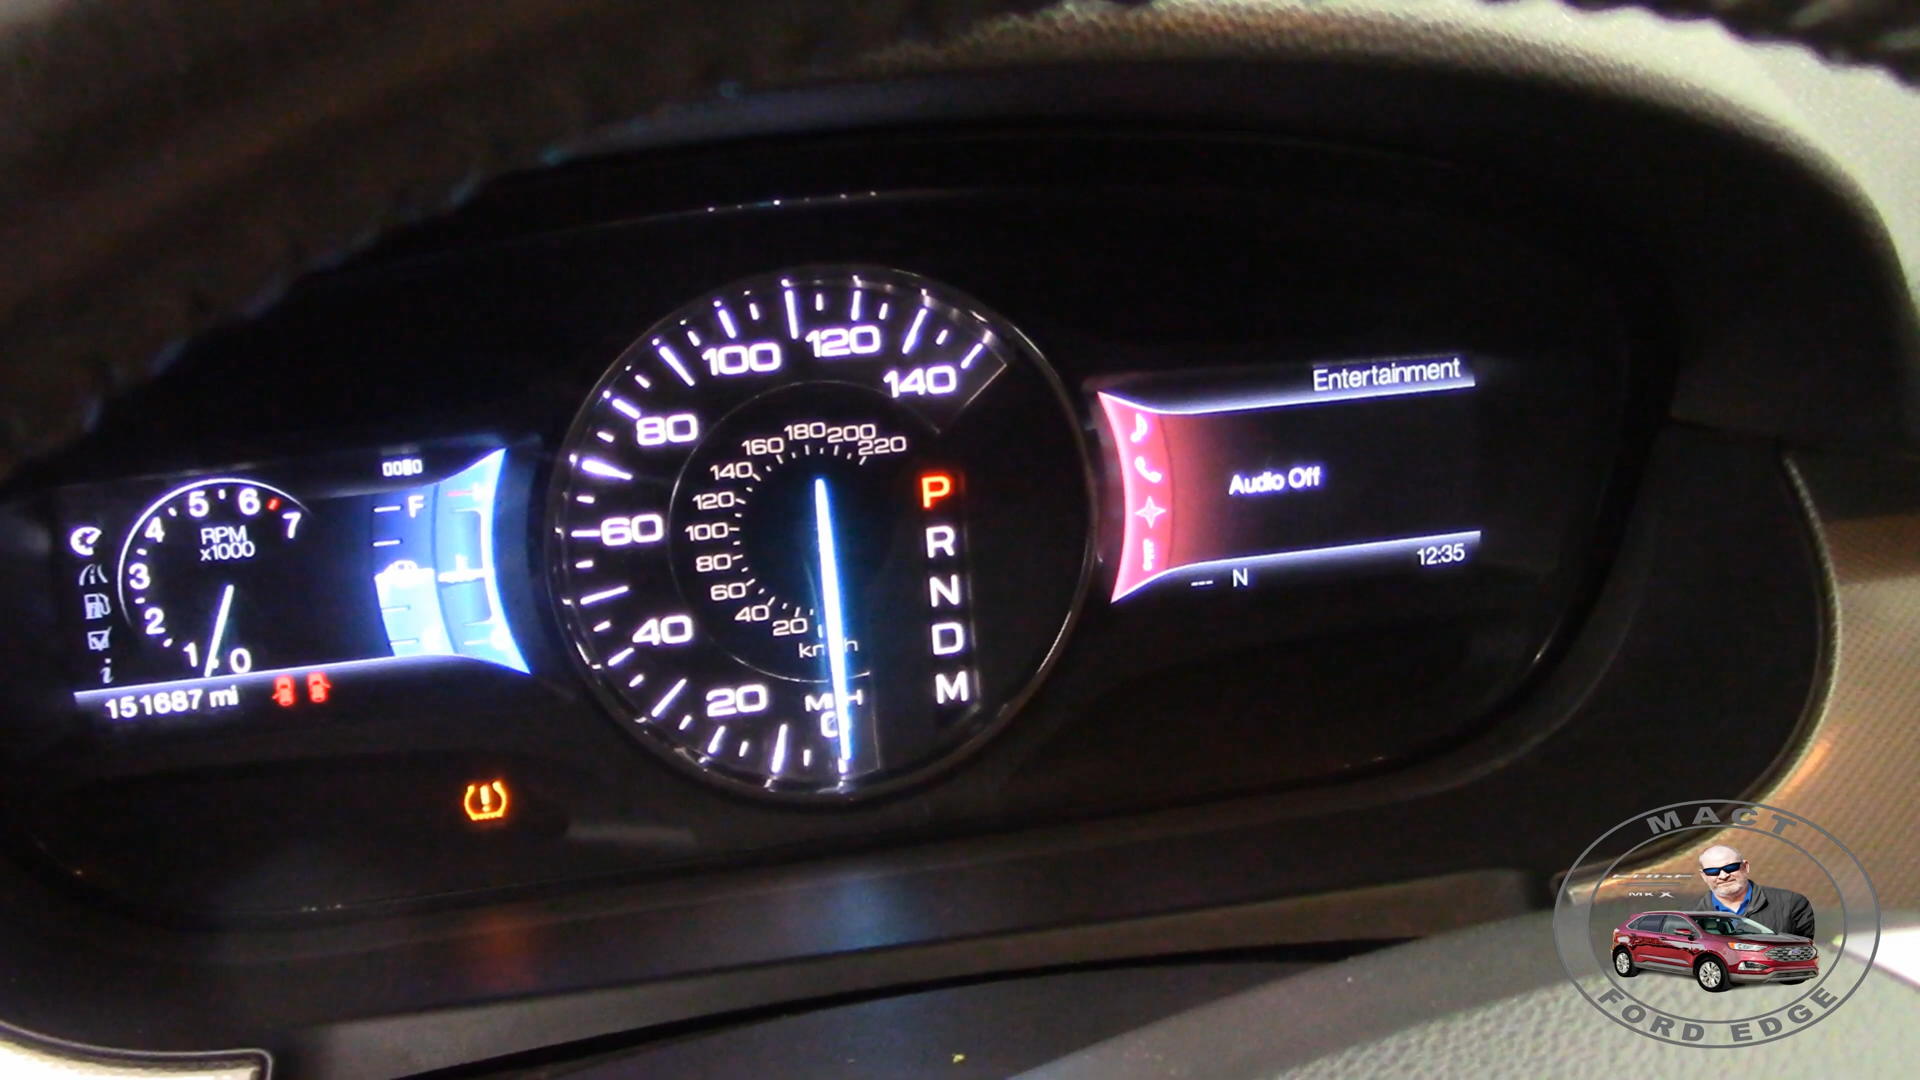 5 6
4 7
RPM
x1000
3
2
1 0
F
151687 mi
100 120
140
80
60
40
20
MPH
0
160 180 200 220
140
120
100
80
60
40
20
km/h
P
R
N
D
M
Entertainment
Audio Off
--- N
12:35
MACT
MKX
FORD EDGE